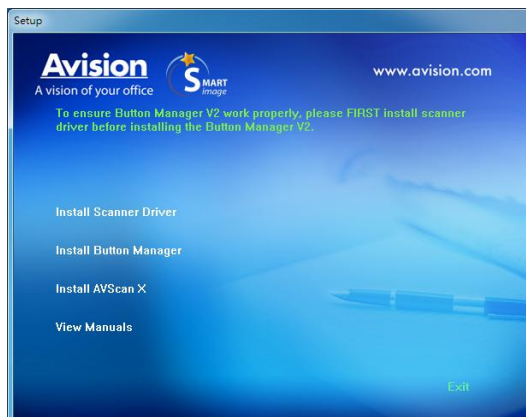 Setup
Avision
A vision of your office
SMART
image
www.avision.com
To ensure Button Manager V2 work properly, please FIRST install scanner
driver before installing the Button Manager V2.
Install Scanner Driver
Install Button Manager
Install AVScan X
View Manuals
Exit